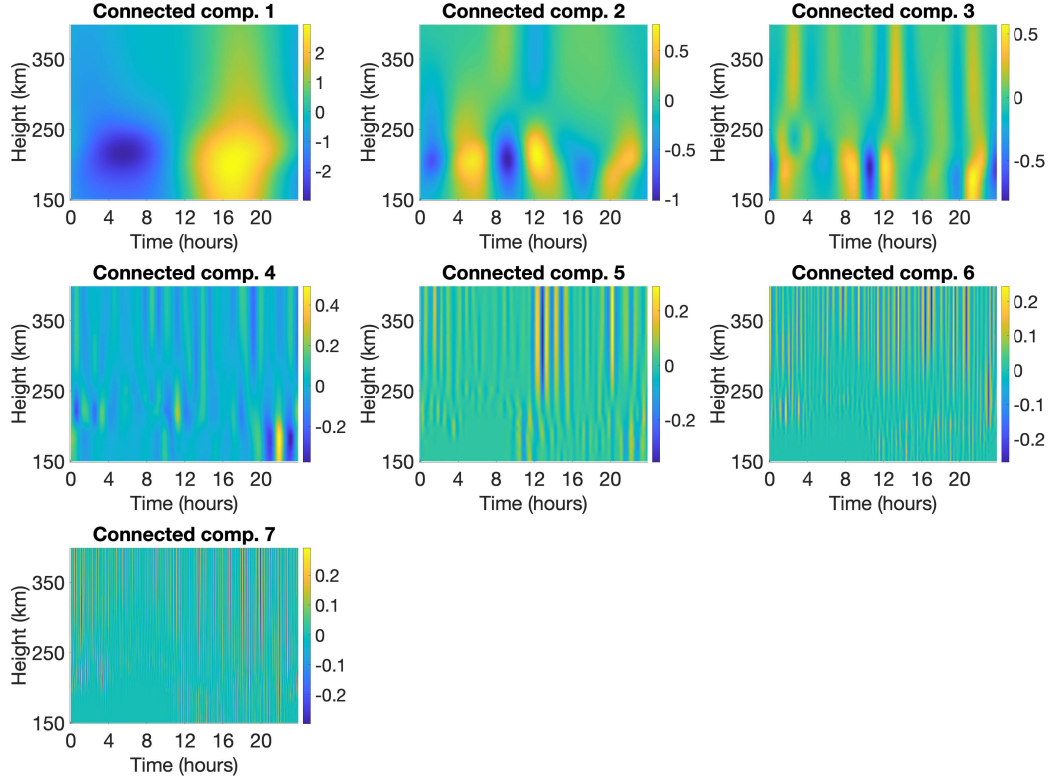 Connected comp. 1
Height (km)
350
250
150
0 4 8 12 16 20
Time (hours)
2
1
0
-1
-2
Connected comp. 2
Height (km)
350
250
150
0 4 8 12 16 20
Time (hours)
0.5
0
-0.5
-1
Connected comp. 3
Height (km)
350
250
150
0 4 8 12 16 20
Time (hours)
0.5
0
-0.5
Connected comp. 4
Height (km)
350
250
150
0 4 8 12 16 20
Time (hours)
0.4
0.2
0
-0.2
Connected comp. 5
Height (km)
350
250
150
0 4 8 12 16 20
Time (hours)
0.2
0
-0.2
Connected comp. 6
Height (km)
350
250
150
0 4 8 12 16 20
Time (hours)
0.2
0.1
0
-0.1
-0.2
Connected comp. 7
Height (km)
350
250
150
0 4 8 12 16 20
Time (hours)
0.2
0.1
0
-0.1
-0.2